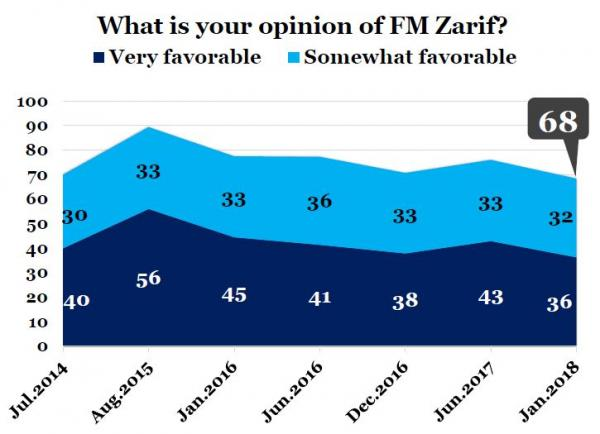 What is your opinion of FM Zarif?
Very favorable Somewhat favorable
100
90
80
70
60
50
40
30
20
10
0
68
30 33 33 36 33 33 32
40 56 45 41 38 43 36
Jul.2014 Aug.2015 Jan.2016 Jun.2016 Dec.2016 Jun.2017 Jan.2018